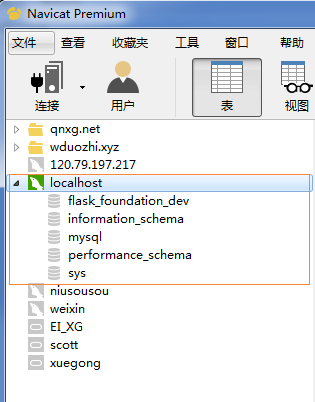 Navicat Premium
文件 查看 收藏夹 工具 窗口 帮助
连接 用户 表 视图
qnxg.net
wduozhi.xyz
120.79.197.217
localhost
flask_foundation_dev
information_schema
mysql
performance_schema
sys
niusousou
weixin
EI_XG
scott
xuegong